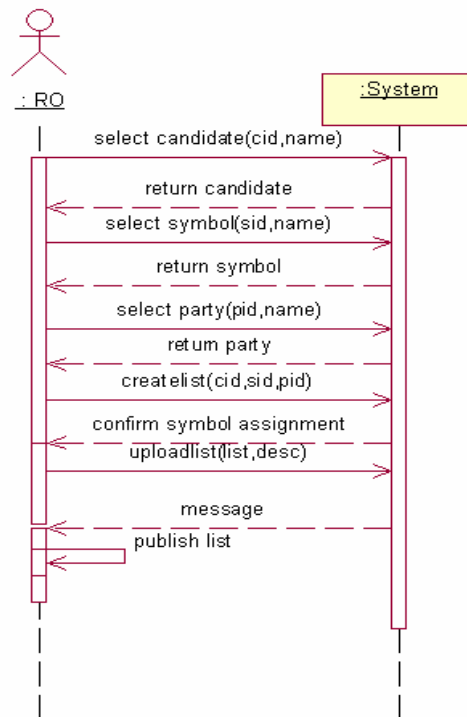 : RO
:System
select candidate(cid,name)
return candidate
select symbol(sid,name)
return symbol
select party(pid,name)
return party
createlist(cid,sid,pid)
confirm symbol assignment
uploadlist(list,desc)
message
publish list